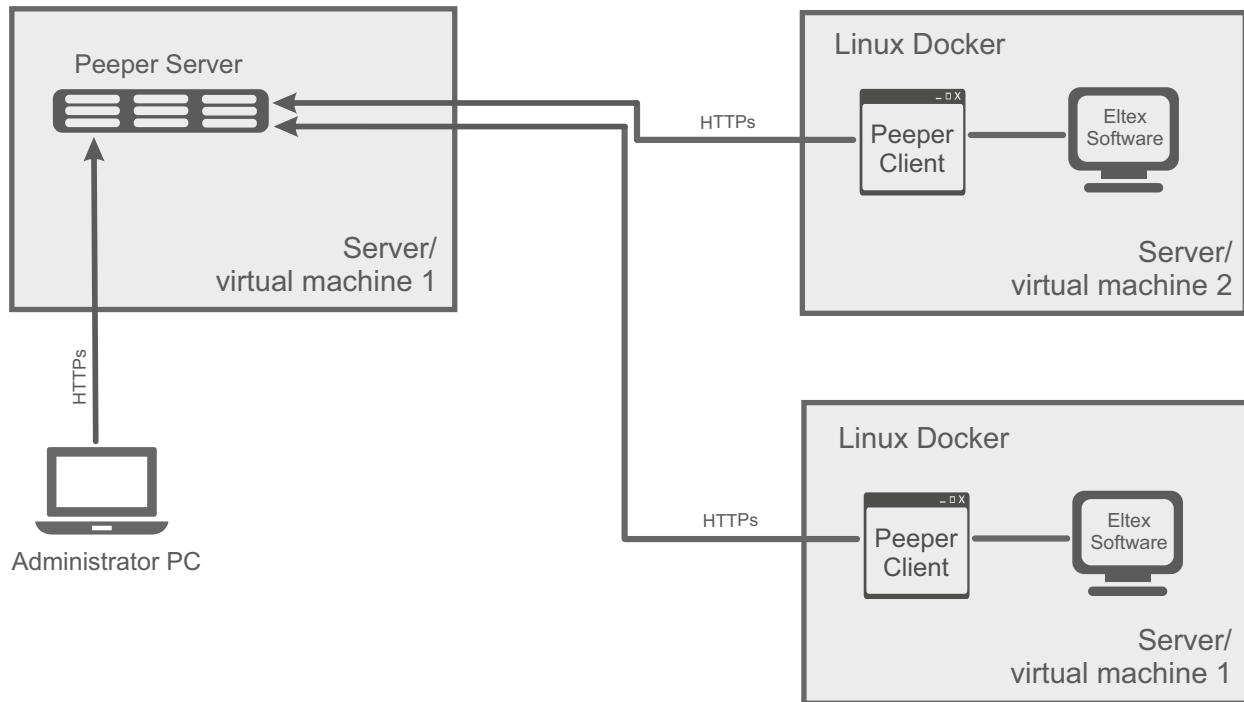 Peeper Server
Server/
virtual machine 1
HTTPs
Administrator PC
HTTPs
Linux Docker
Peeper
Client
Eltex
Software
Server/
virtual machine 2
HTTPs
Linux Docker
Peeper
Client
Eltex
Software
Server/
virtual machine 1